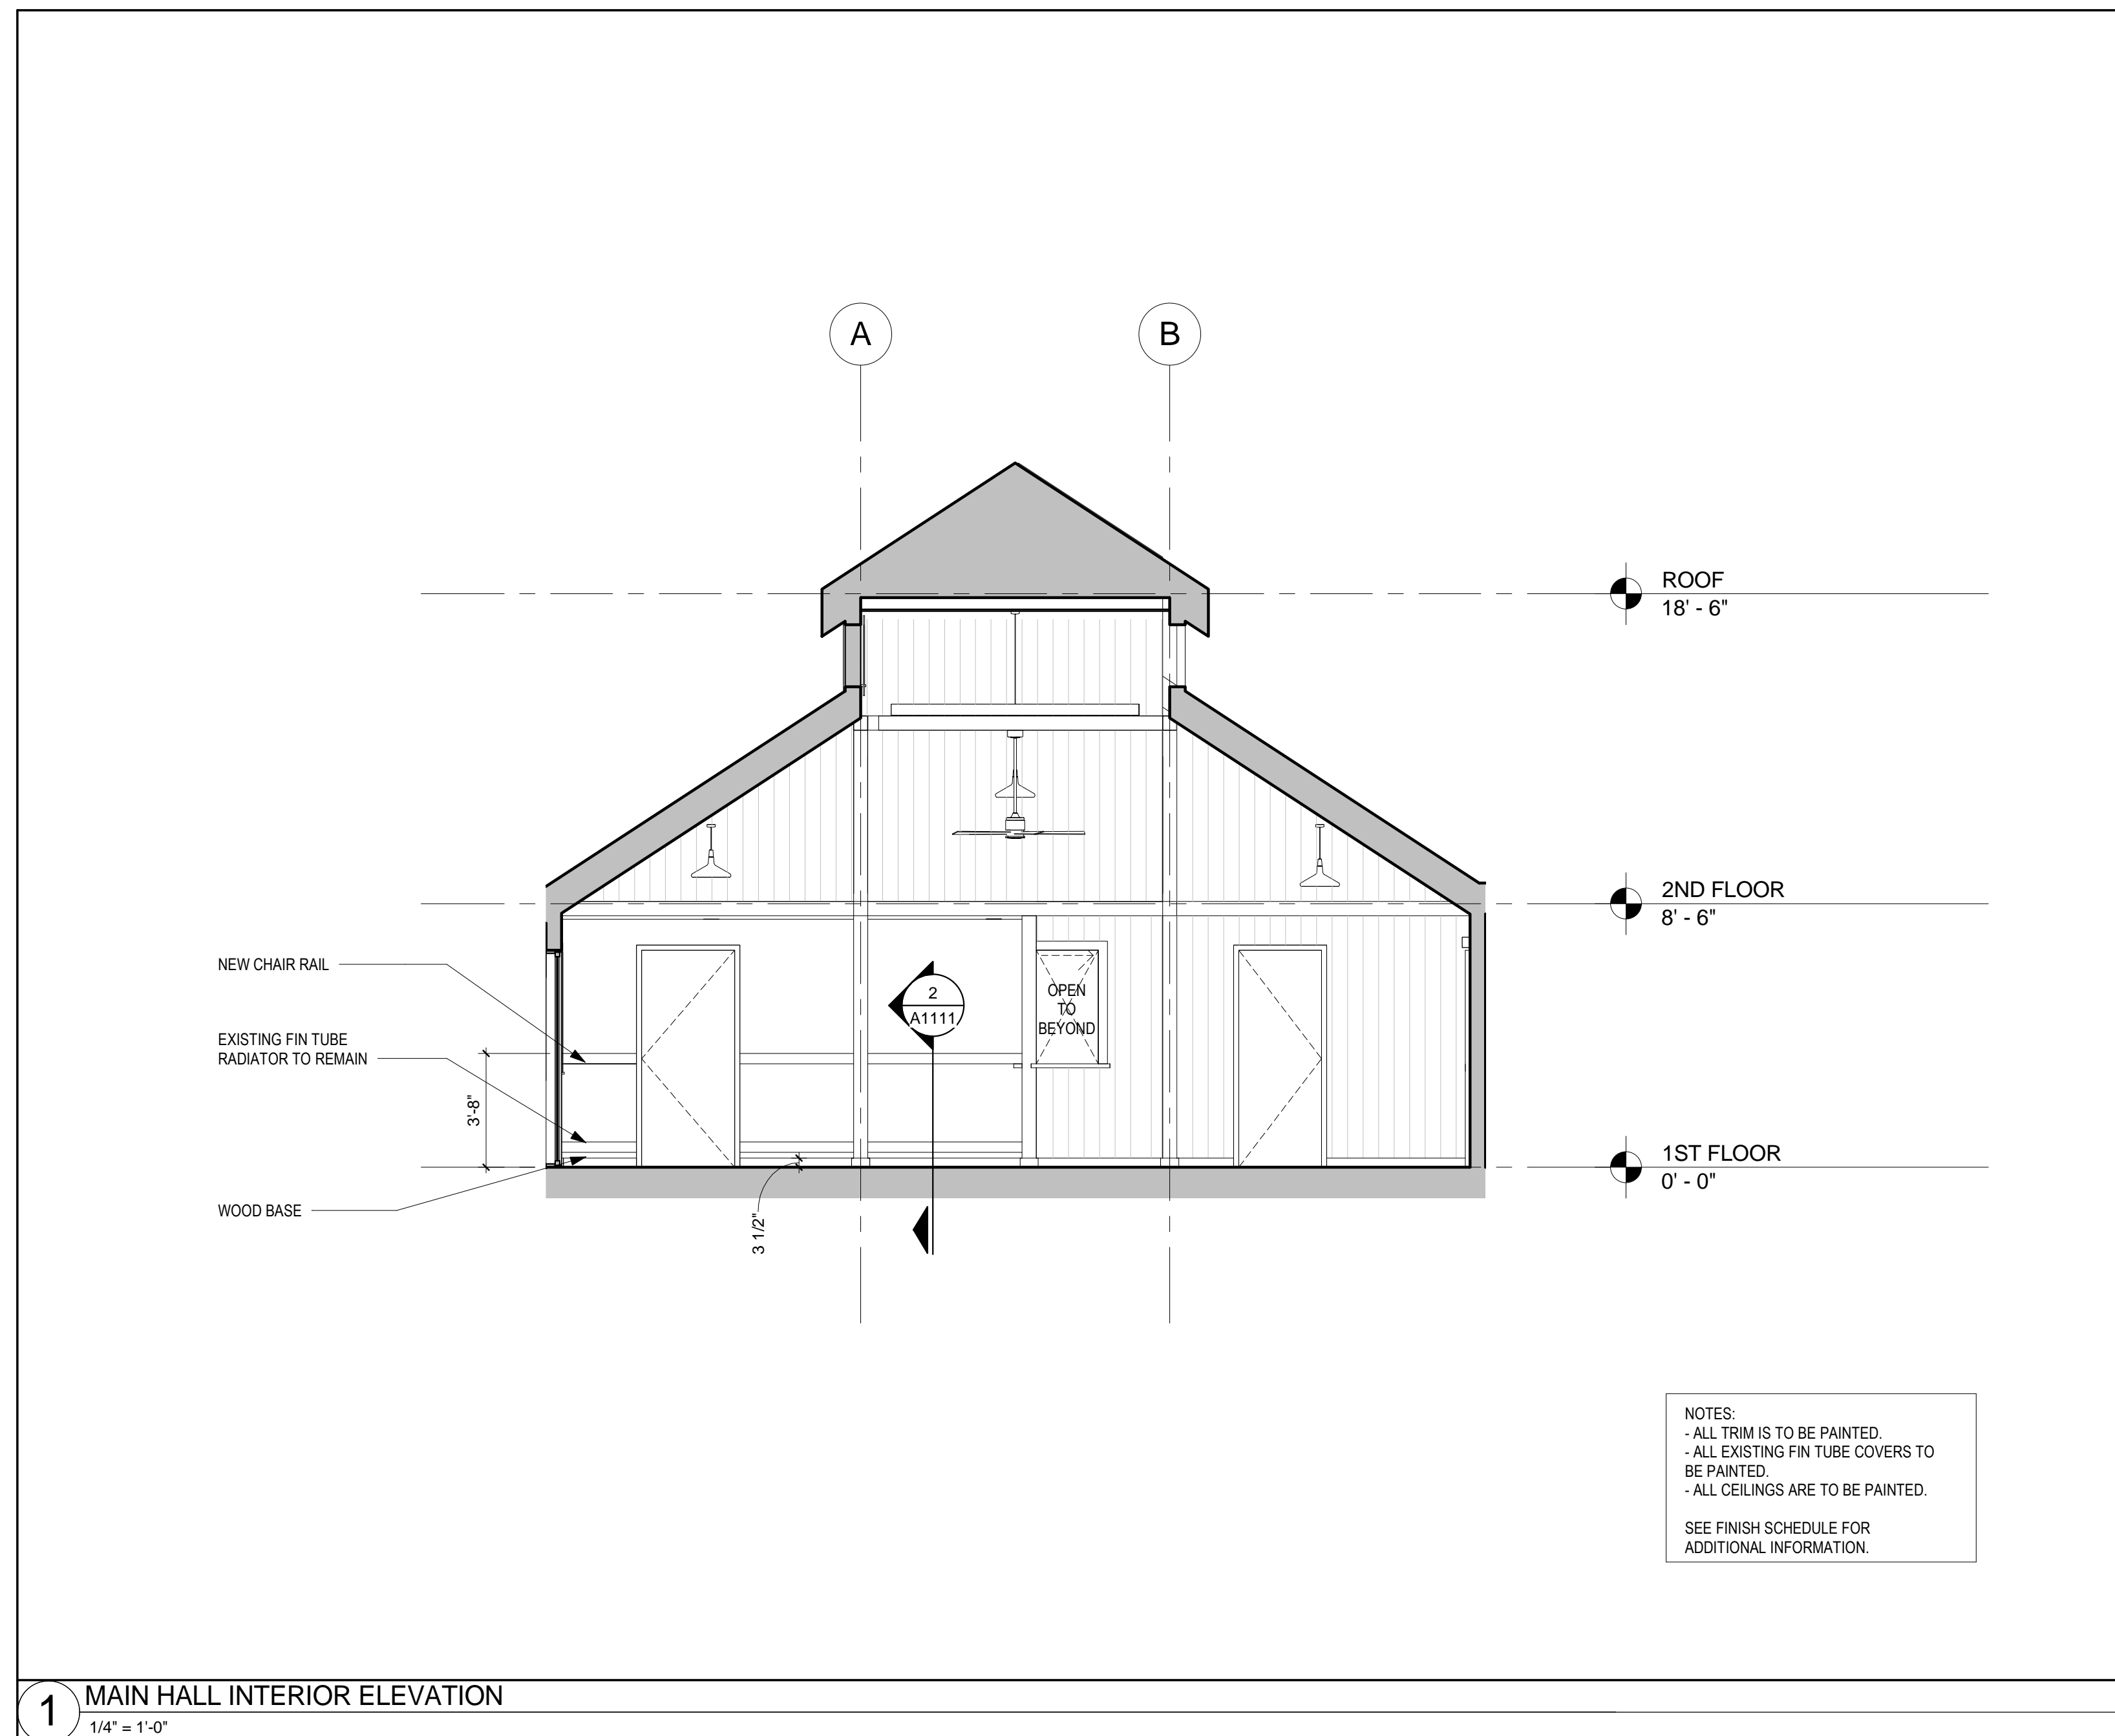 A
B
ROOF
18' - 6"
2ND FLOOR
8' - 6"
NEW CHAIR RAIL
2
A1111
OPEN
TO
BEYOND
EXISTING FIN TUBE
RADIATOR TO REMAIN
3'-8"
1ST FLOOR
0' - 0"
WOOD BASE
3 1/2"
NOTES:
- ALL TRIM IS TO BE PAINTED.
- ALL EXISTING FIN TUBE COVERS TO
BE PAINTED.
- ALL CEILINGS ARE TO BE PAINTED.
SEE FINISH SCHEDULE FOR
ADDITIONAL INFORMATION.
1
MAIN HALL INTERIOR ELEVATION
1/4" = 1'-0"